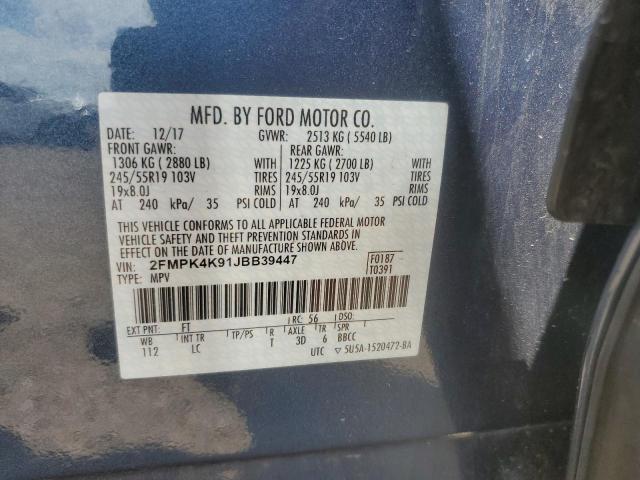 MFD. BY FORD MOTOR CO.
DATE: 12/17 GVWR: 2513 KG ( 5540 LB)
FRONT GAWR: REAR GAWR:
1306 KG ( 2880 LB) WITH 1225 KG ( 2700 LB) WITH
245/55R19 103V TIRES 245/55R19 103V TIRES
19x8.0J RIMS 19x8.0J RIMS
AT 240 kPa/ 35 PSI COLD AT 240 kPa/ 35 PSI COLD
THIS VEHICLE CONFORMS TO ALL APPLICABLE FEDERAL MOTOR
VEHICLE SAFETY AND THEFT PREVENTION STANDARDS IN
EFFECT ON THE DATE OF MANUFACTURE SHOWN ABOVE.
VIN: 2FMPK4K91JBB39447 F0187
TYPE: MPV T0391
EXT PNT: FT RC: 56 DSO:
WB INT TR TP/PS R AXLE TR SPR
112 LC T 3D 6 BBCC
UTC ▽ 5U5A-1520472-BA